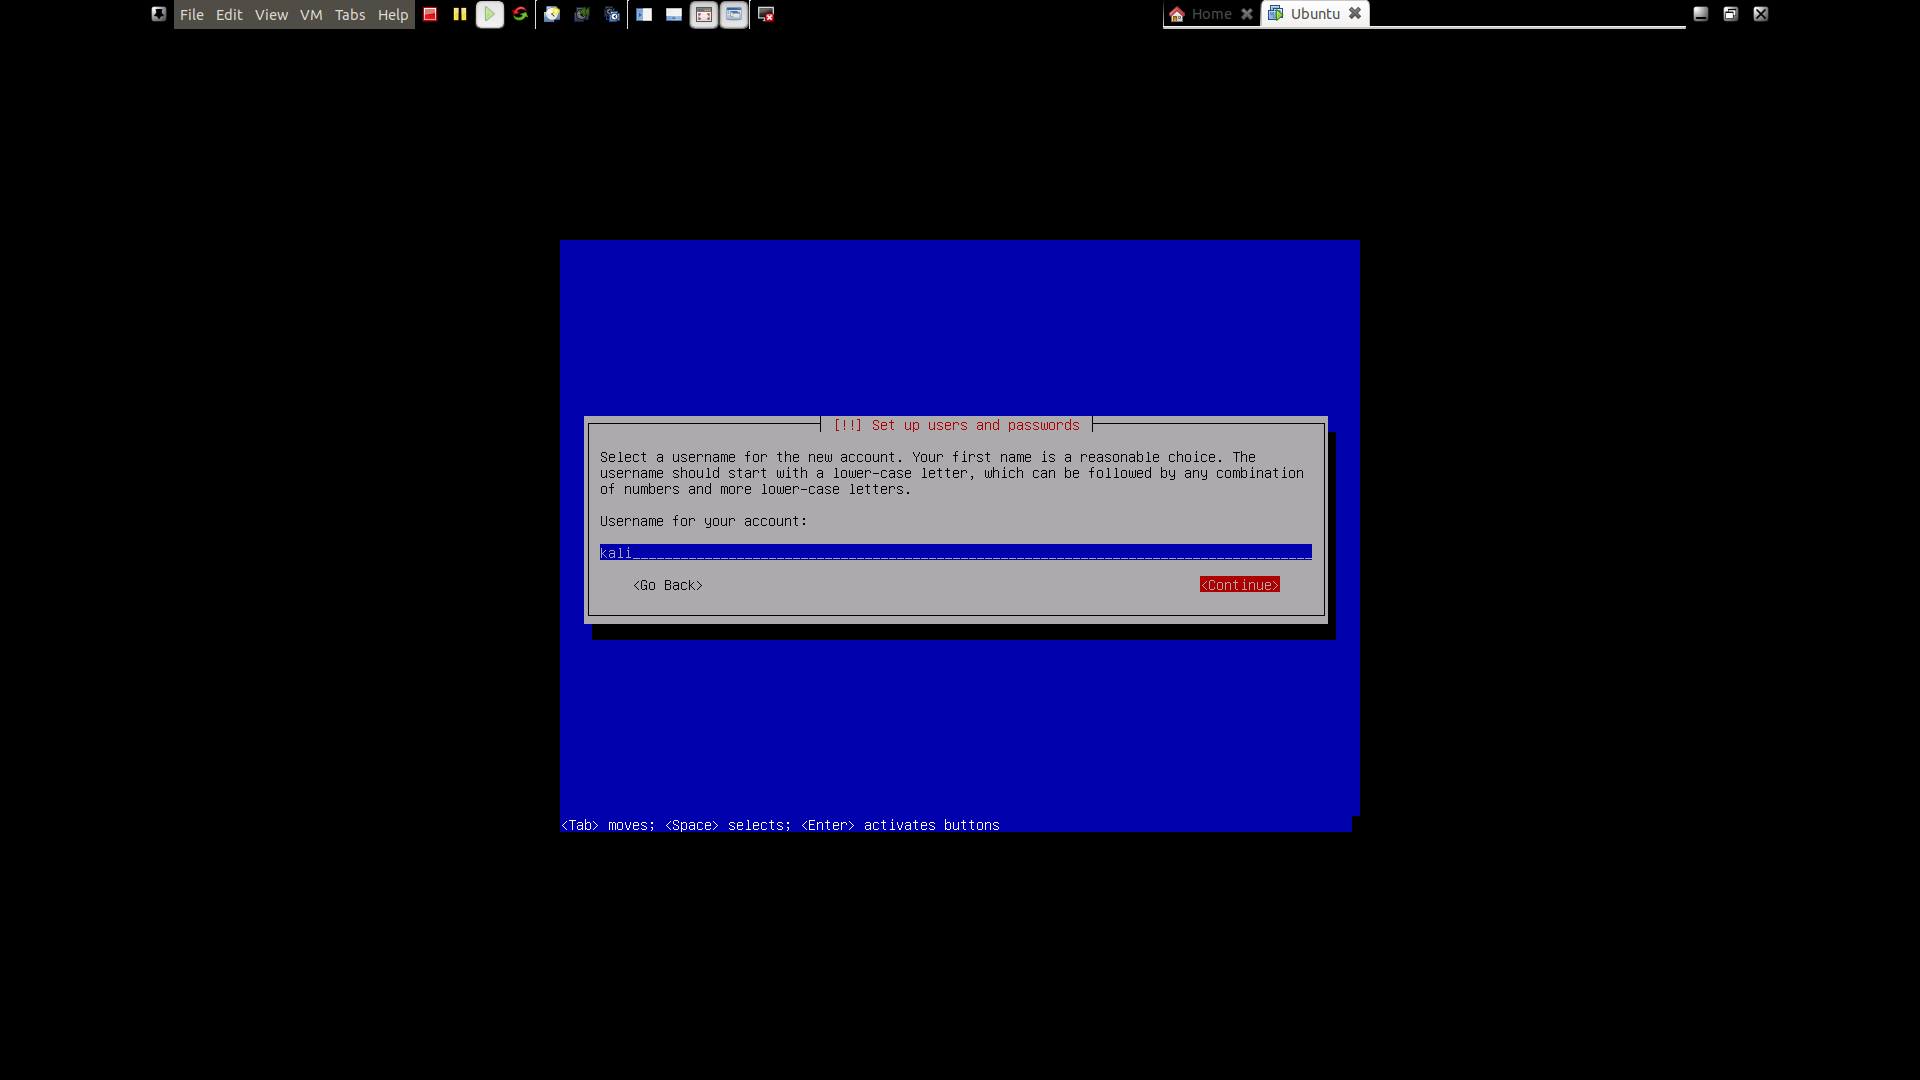 File Edit View VM Tabs Help
Home Ubuntu
[!!] Set up users and passwords
Select a username for the new account. Your first name is a reasonable choice. The
username should start with a lower-case letter, which can be followed by any combination
of numbers and more lower-case letters.
Username for your account:
kali
<Go Back> <Continue>
<Tab> moves; <Space> selects; <Enter> activates buttons